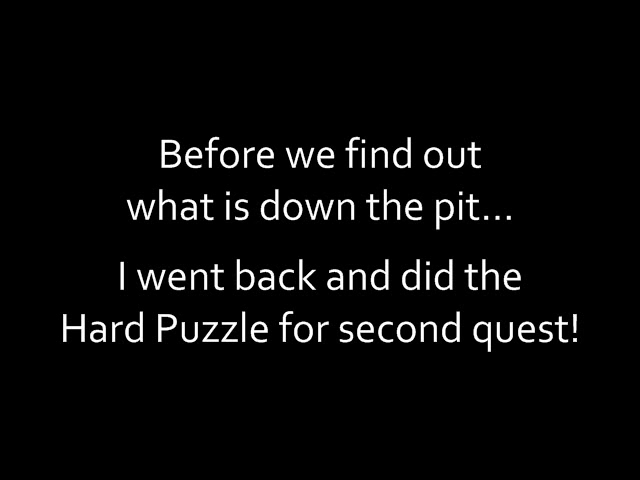 Before we find out
what is down the pit...
I went back and did the
Hard Puzzle for second quest!